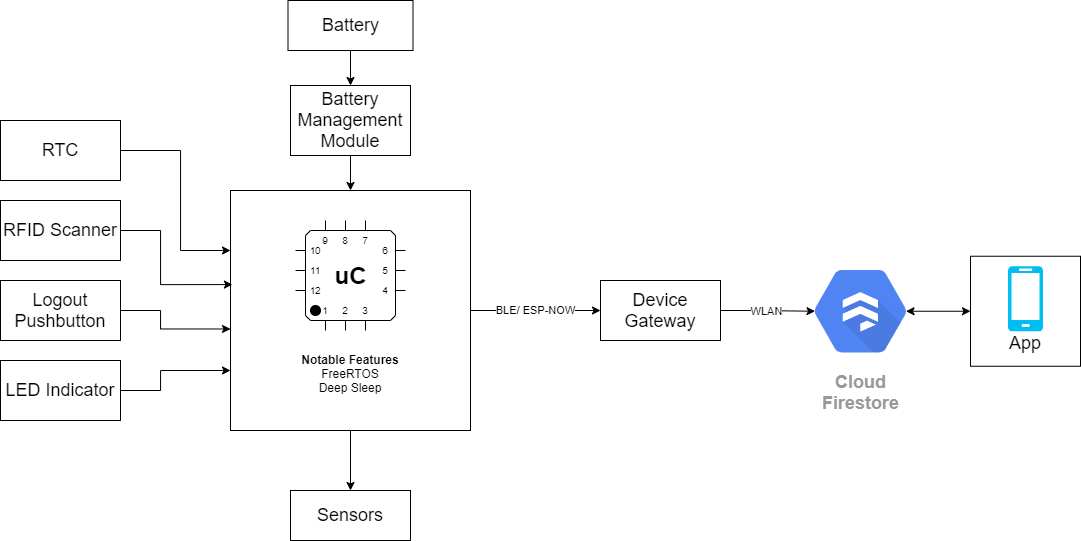 Battery
Battery
Management
Module
RTC
RFID Scanner
Logout
Pushbutton
LED Indicator
9 8 7
10 6
11 uC 5
12 4
1 2 3
Notable Features
FreeRTOS
Deep Sleep
BLE/ ESP-NOW
Device
Gateway
WLAN
Cloud
Firestore
App
Sensors